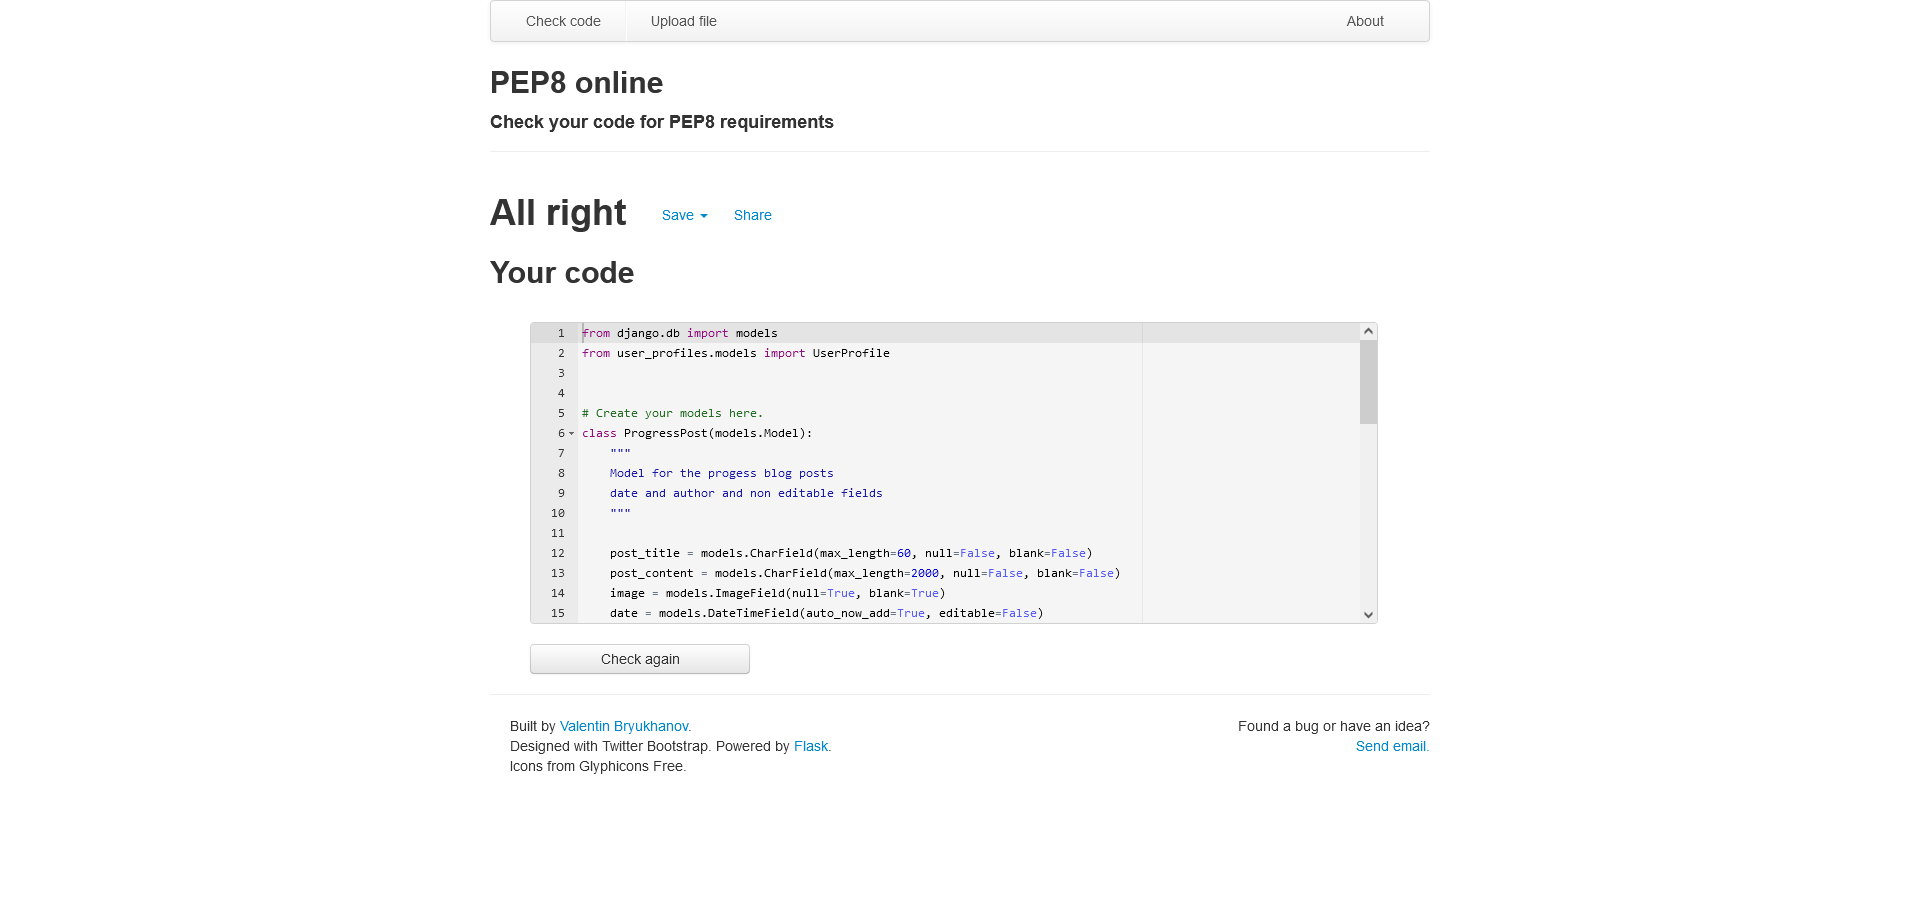 Check code Upload file About
PEP8 online
Check your code for PEP8 requirements
All right Save Share
Your code
1 from django.db import models
2 from user_profiles.models import UserProfile
3
4
5 # Create your models here.
6 class ProgressPost(models.Model):
7 """
8 Model for the progess blog posts
9 date and author and non editable fields
10 """
11
12 post_title = models.CharField(max_length=60, null=False, blank=False)
13 post_content = models.CharField(max_length=2000, null=False, blank=False)
14 image = models.ImageField(null=True, blank=True)
15 date = models.DateTimeField(auto_now_add=True, editable=False)
Check again
Built by Valentin Bryukhanov.
Designed with Twitter Bootstrap. Powered by Flask.
Icons from Glyphicons Free.
Found a bug or have an idea?
Send email.